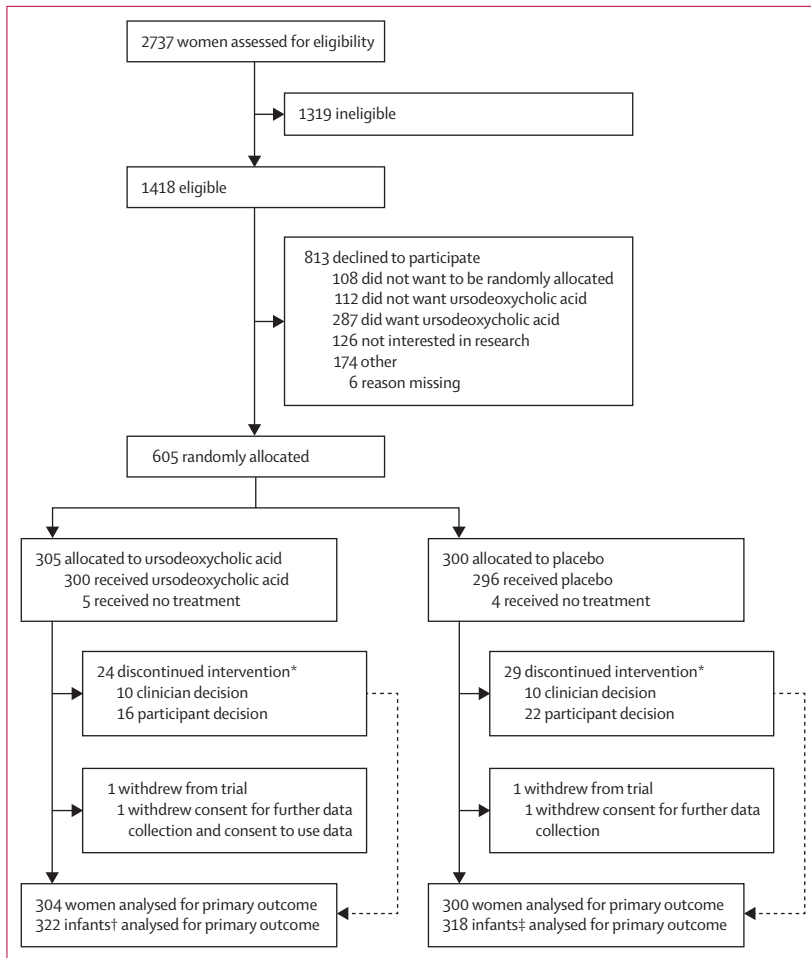 2737 women assessed for eligibility
1319 ineligible
1418 eligible
813 declined to participate
108 did not want to be randomly allocated
112 did not want ursodeoxycholic acid
287 did want ursodeoxycholic acid
126 not interested in research
174 other
6 reason missing
605 randomly allocated
305 allocated to ursodeoxycholic acid
300 received ursodeoxycholic acid
5 received no treatment
300 allocated to placebo
296 received placebo
4 received no treatment
24 discontinued intervention*
10 clinician decision
16 participant decision
29 discontinued intervention*
10 clinician decision
22 participant decision
1 withdrew from trial
1 withdrew consent for further data
collection and consent to use data
1 withdrew from trial
1 withdrew consent for further data
collection
304 women analysed for primary outcome
322 infants† analysed for primary outcome
300 women analysed for primary outcome
318 infants‡ analysed for primary outcome